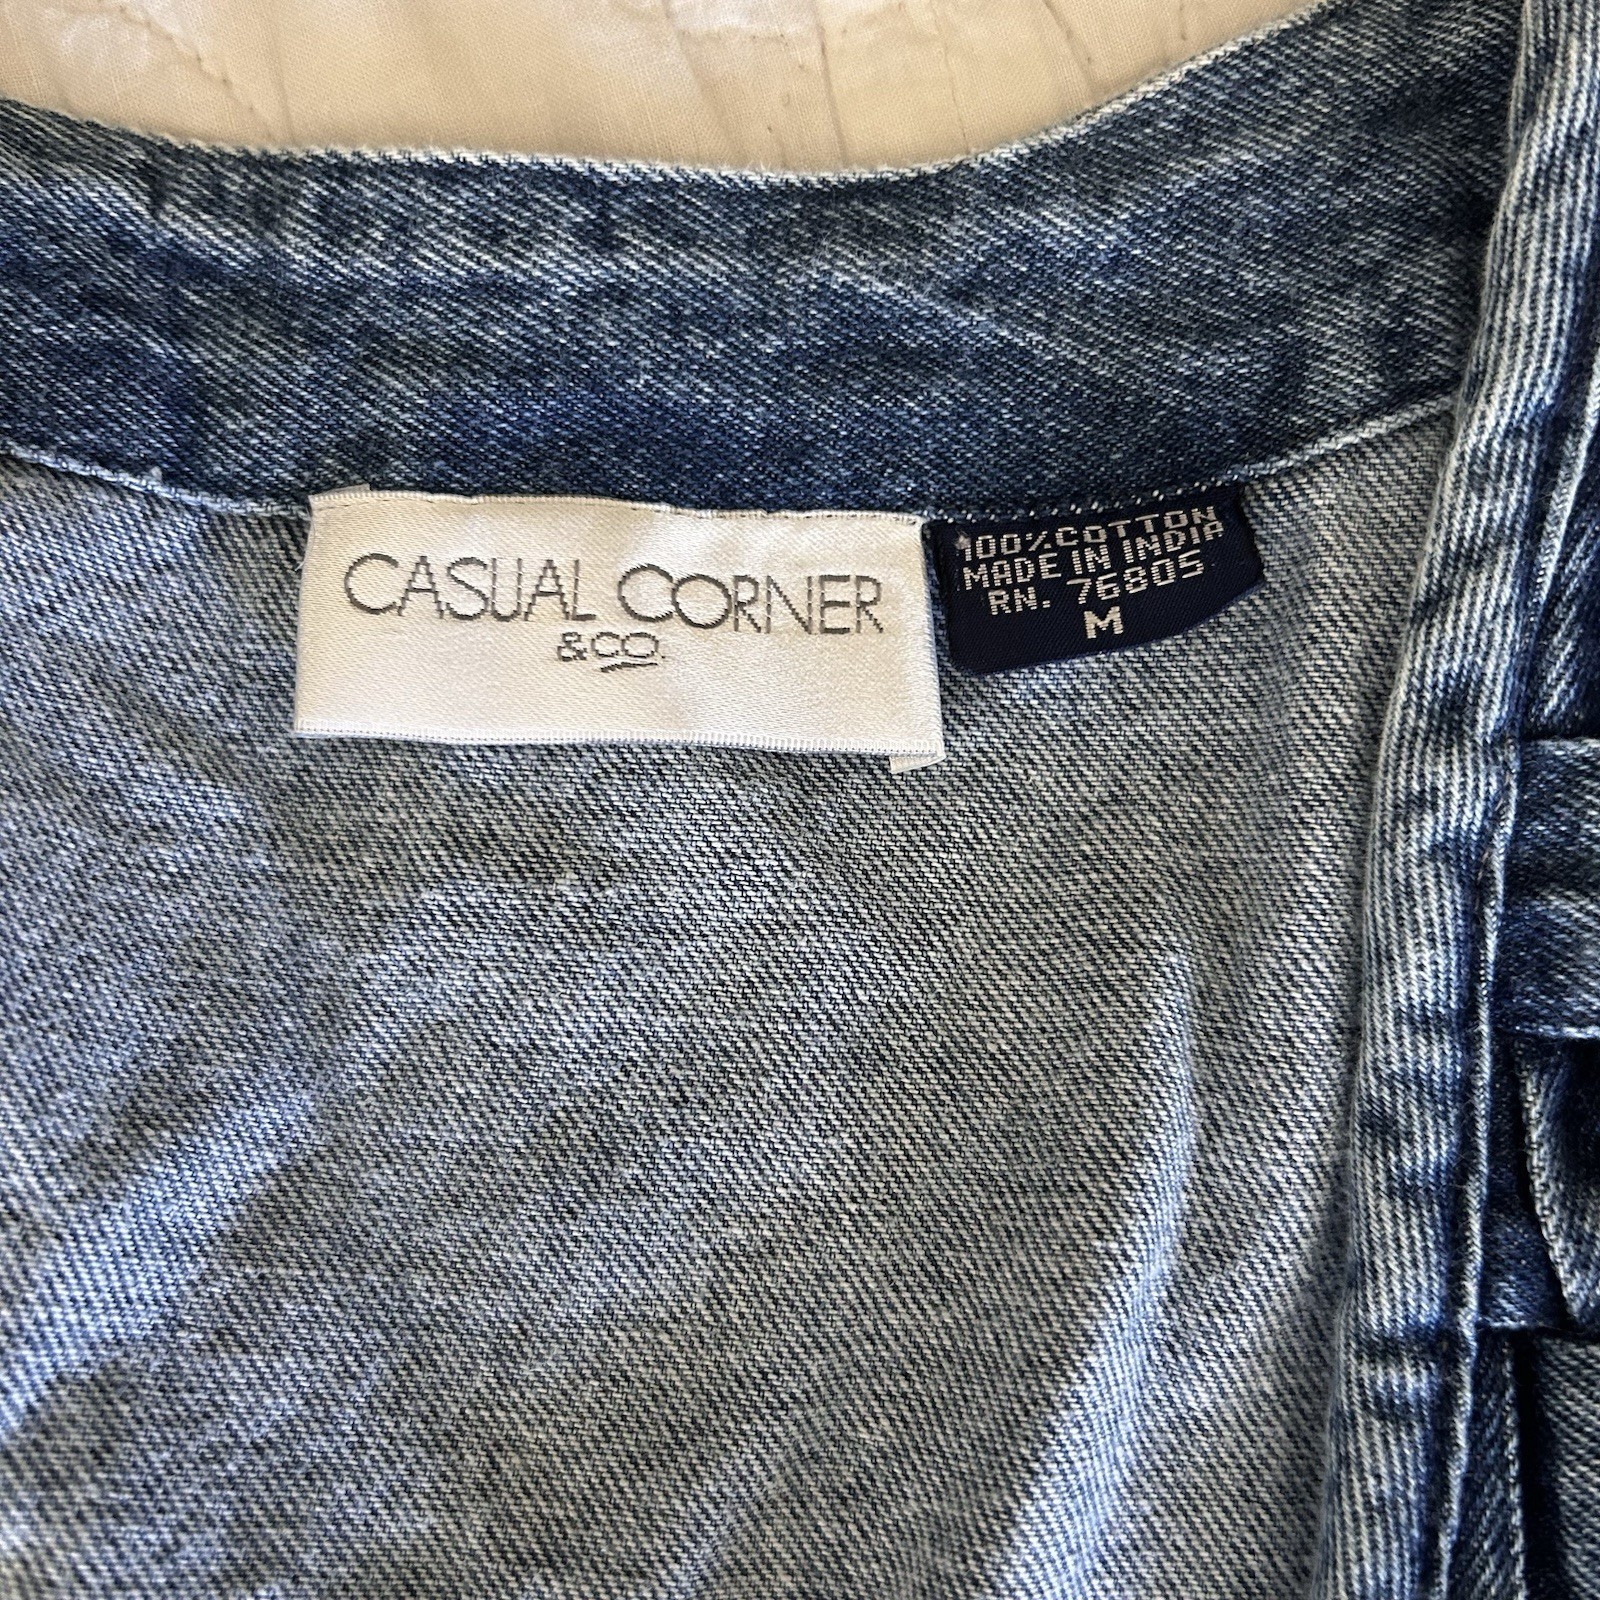 CASUAL CORNER
&CO.
100% COTTON
MADE IN INDIA
RN. 76805
M